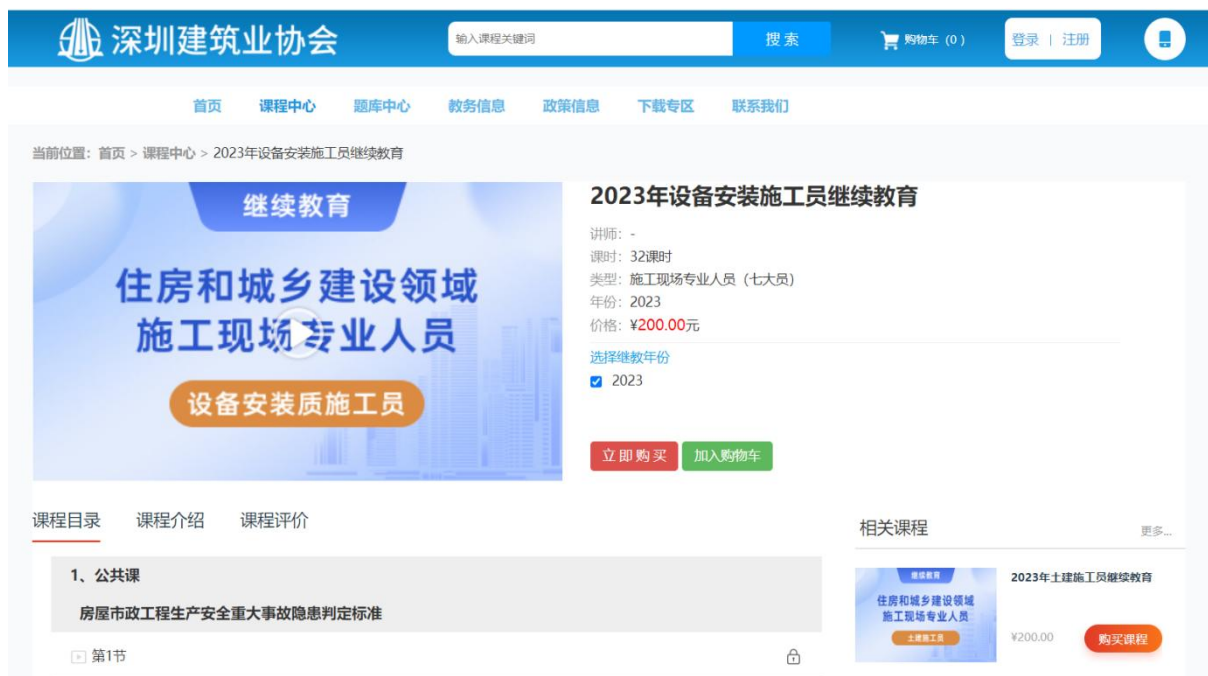 深圳建筑业协会
输入课程关键词
搜索
购物车（0）
登录 | 注册
首页 课程中心 题库中心 教务信息 政策信息 下载专区 联系我们
当前位置：首页 > 课程中心 > 2023年设备安装施工员继续教育
继续教育
住房和城乡建设领域
施工现场专业人员
设备安装质施工员
2023年设备安装施工员继续教育
讲师：-
课时：32课时
类型：施工现场专业人员（七大员）
年份：2023
价格：¥200.00元
选择继教年份
2023
立即购买 加入购物车
课程目录 课程介绍 课程评价
1、公共课
房屋市政工程生产安全重大事故隐患判定标准
第1节
相关课程 更多...
继续教育
住房和城乡建设领域
施工现场专业人员
土建施工员
2023年土建施工员继续教育
¥200.00 购买课程